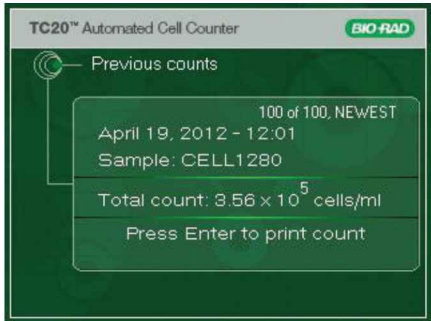 TC20™ Automated Cell Counter
BIO-RAD
Previous counts
100 of 100, NEWEST
April 19, 2012 - 12:01
Sample: CELL1280
Total count: 3.56 x 10⁵ cells/ml
Press Enter to print count